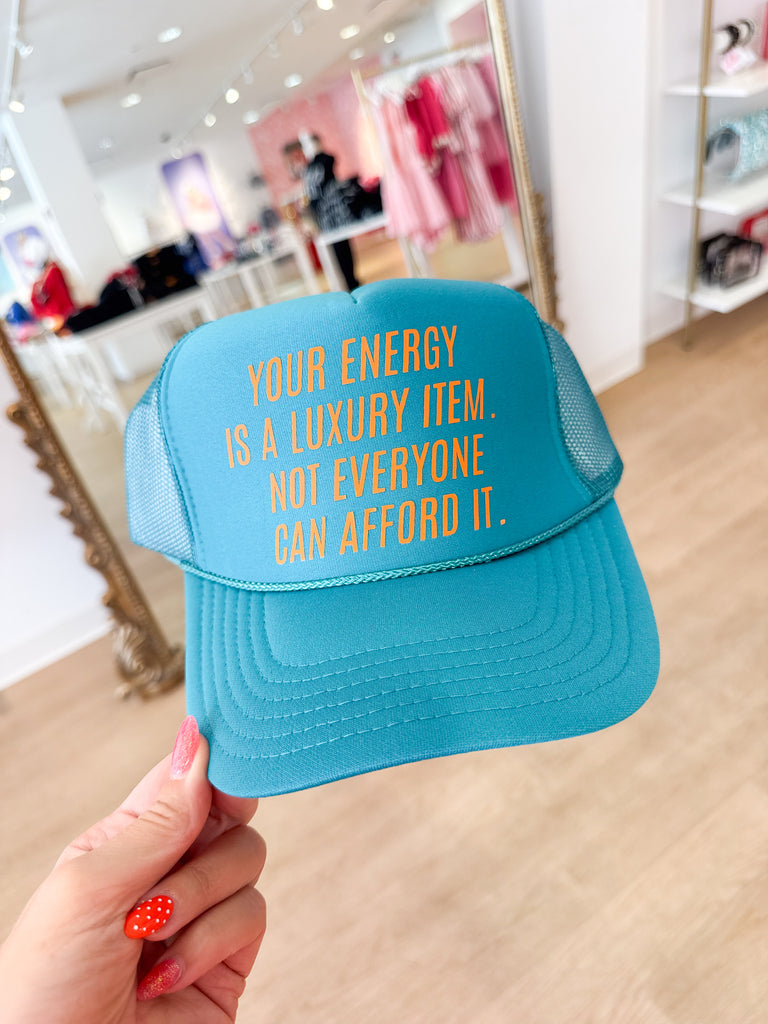 YOUR ENERGY
IS A LUXURY ITEM.
NOT EVERYONE
CAN AFFORD IT.